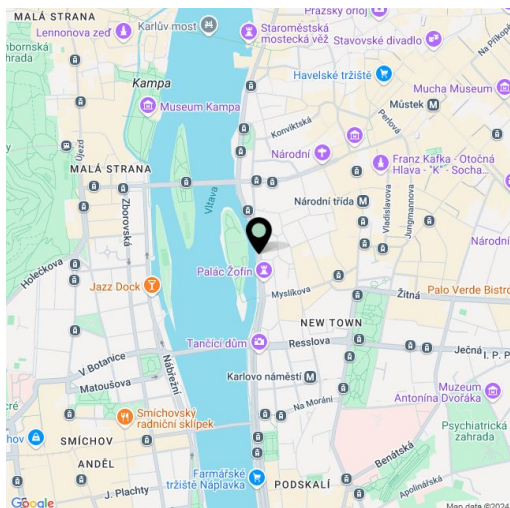 MALÁ STRANA
Karlův most
Pražský orloj
Lennonova zeď
Staroměstská
mostecká věž
Stavovské divadlo
Na Příkopě
zahrada
Havelské tržiště
Kampa
Mucha Museum
Museum Kampa
Můstek
M
Perlová
Konviktská
Újezd
Národní
Franz Kafka - Otočná
Hlava - "K" - Socha...
MALÁ STRANA
Vltava
Národní třída
M
Zborovská
Vladislavova
Jungmannova
Národní
Holečkova
Palác Žofín
Jazz Dock
Myslíkova
Žitná
Palo Verde Bistro
NEW TOWN
Tančící dům
Resslova
Ječná
I. P. P
V Botanice
Nábřežní
Matoušova
Karlovo náměstí
M
Muzeum
Antonína Dvořáka
Na Moráni
Smíchovský
radniční sklípek
Psychiatrická
zahrada
SMÍCHOV
Benátská
ANDĚL
Farmářské
tržiště Náplavka
Apolinářská
J. Plachty
PODSKALÍ
Google
Map data ©2024